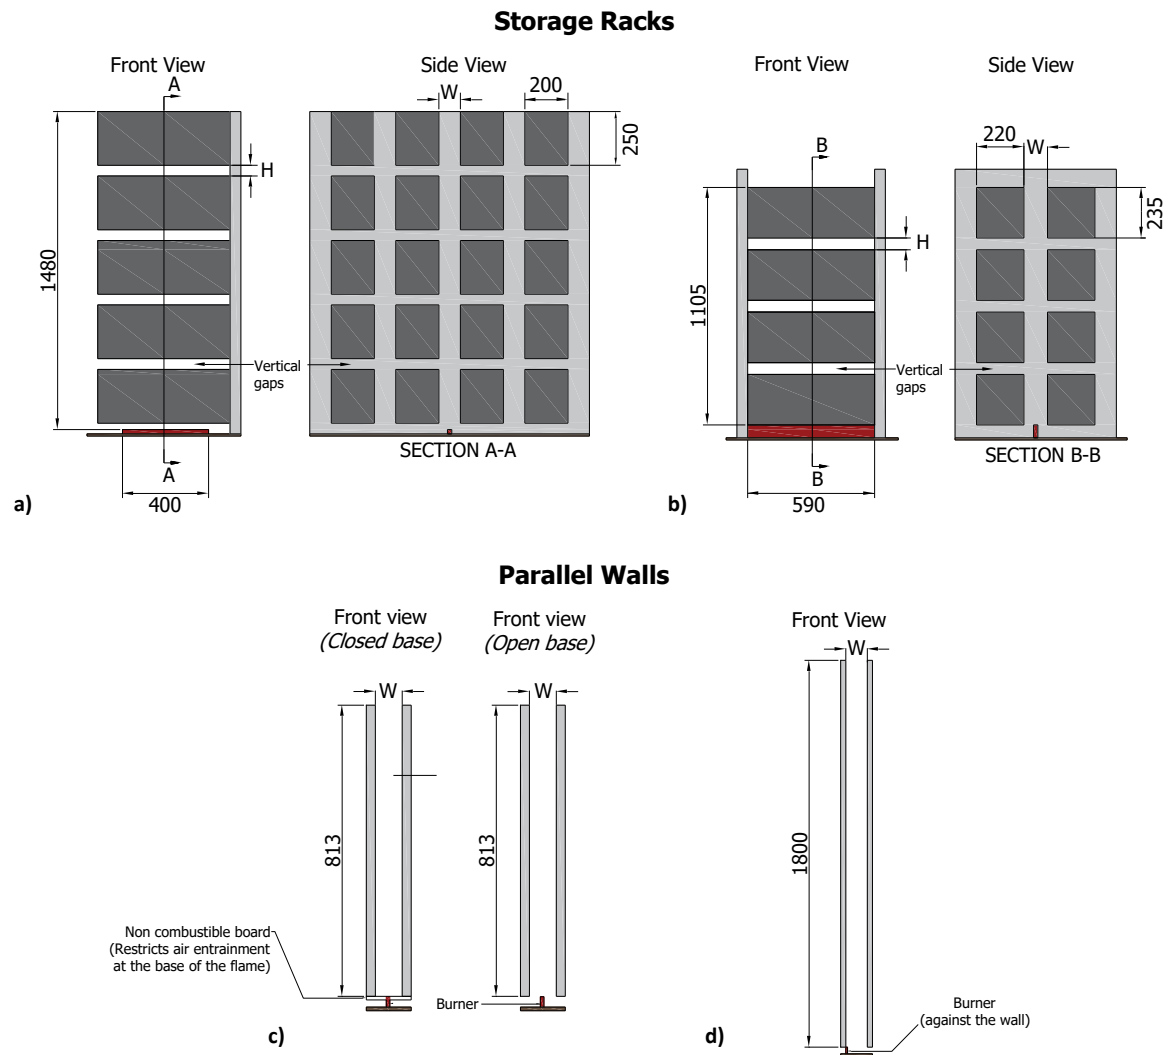 Storage Racks
Front View
Side View
A
W
200
250
H
1480
Vertical
gaps
A
400
SECTION A-A
a)
Front View
Side View
B
220
W
235
H
1105
Vertical
gaps
B
590
SECTION B-B
b)
Parallel Walls
Front view
(Closed base)
Front view
(Open base)
Front View
W
W
W
813
813
1800
Non combustible board
(Restricts air entrainment
at the base of the flame)
Burner
Burner
(against the wall)
c)
d)